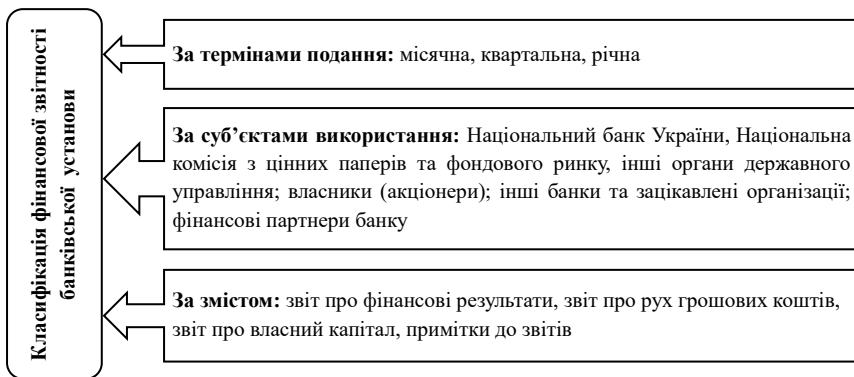 Класифікація фінансової звітності
банківської установи
За термінами подання: місячна, квартальна, річна
За суб’єктами використання: Національний банк України, Національна
комісія з цінних паперів та фондового ринку, інші органи державного
управління; власники (акціонери); інші банки та зацікавлені організації;
фінансові партнери банку
За змістом: звіт про фінансові результати, звіт про рух грошових коштів,
звіт про власний капітал, примітки до звітів